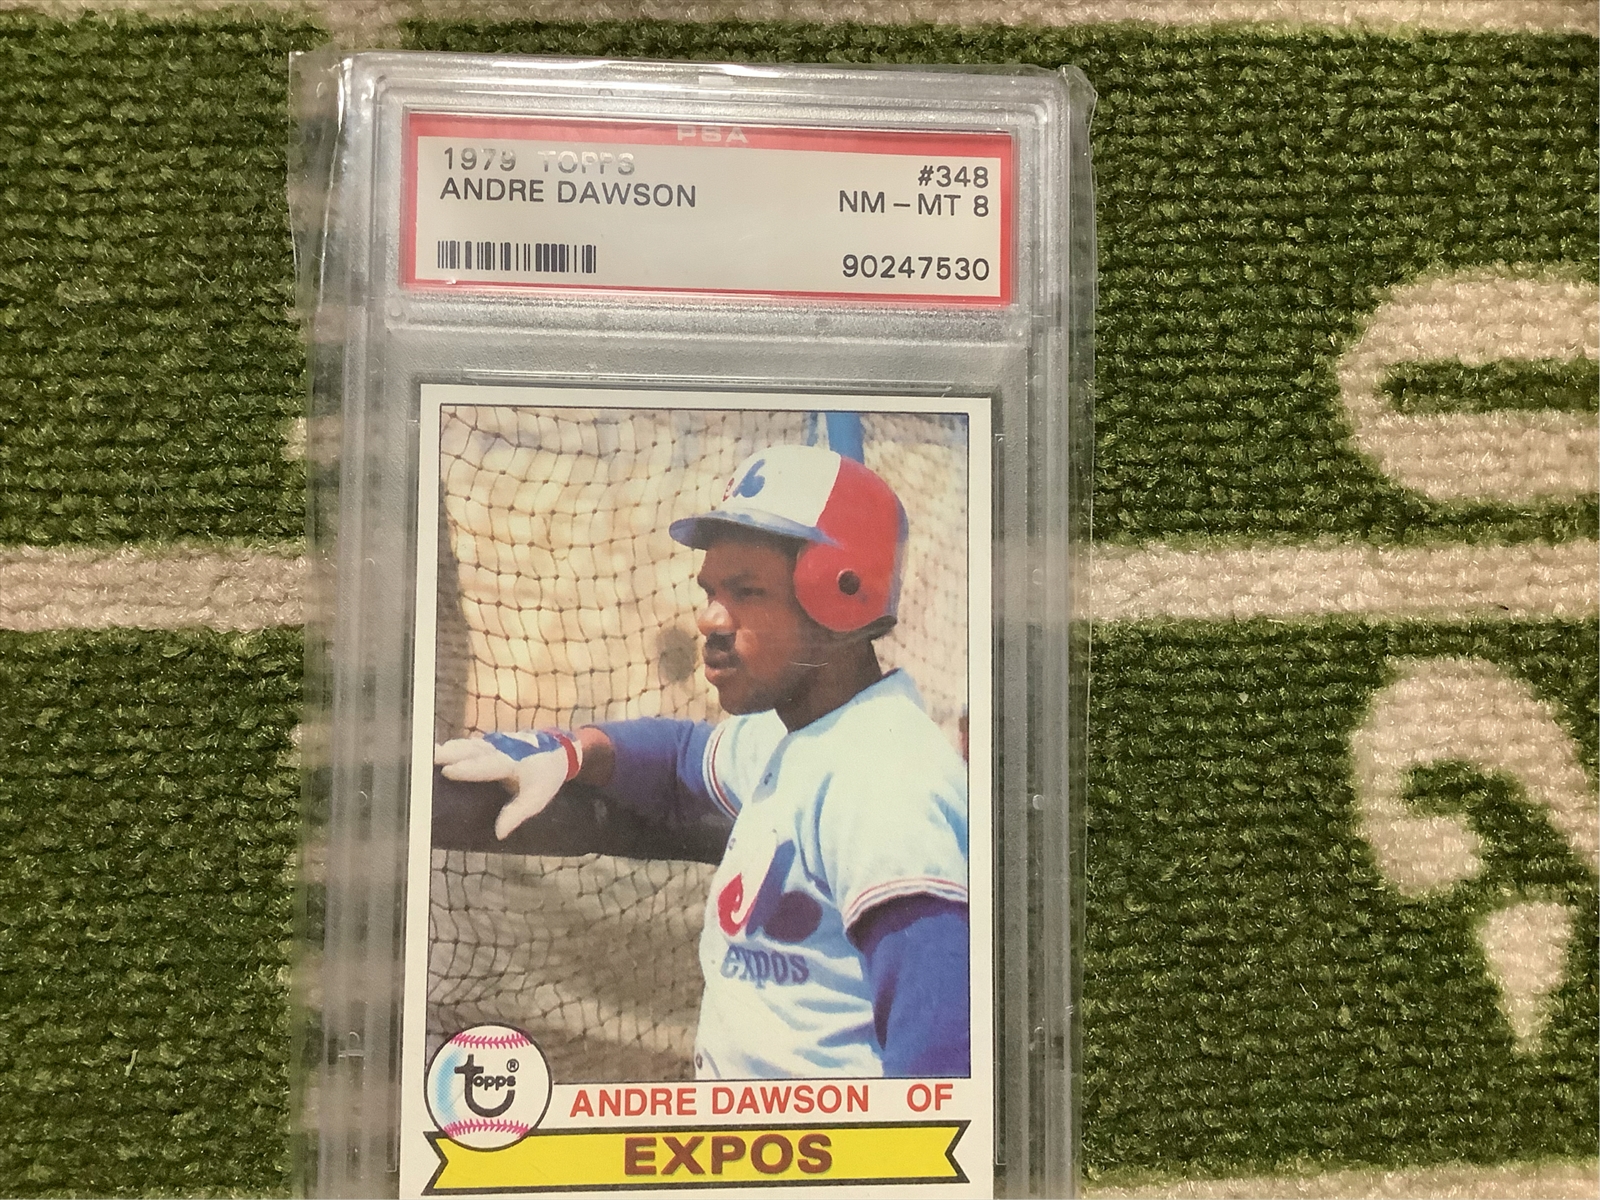 PSA
1979 TOPPS
ANDRE DAWSON
#348
NM-MT 8
90247530
e
expos
topps®
ANDRE DAWSON OF
EXPOS